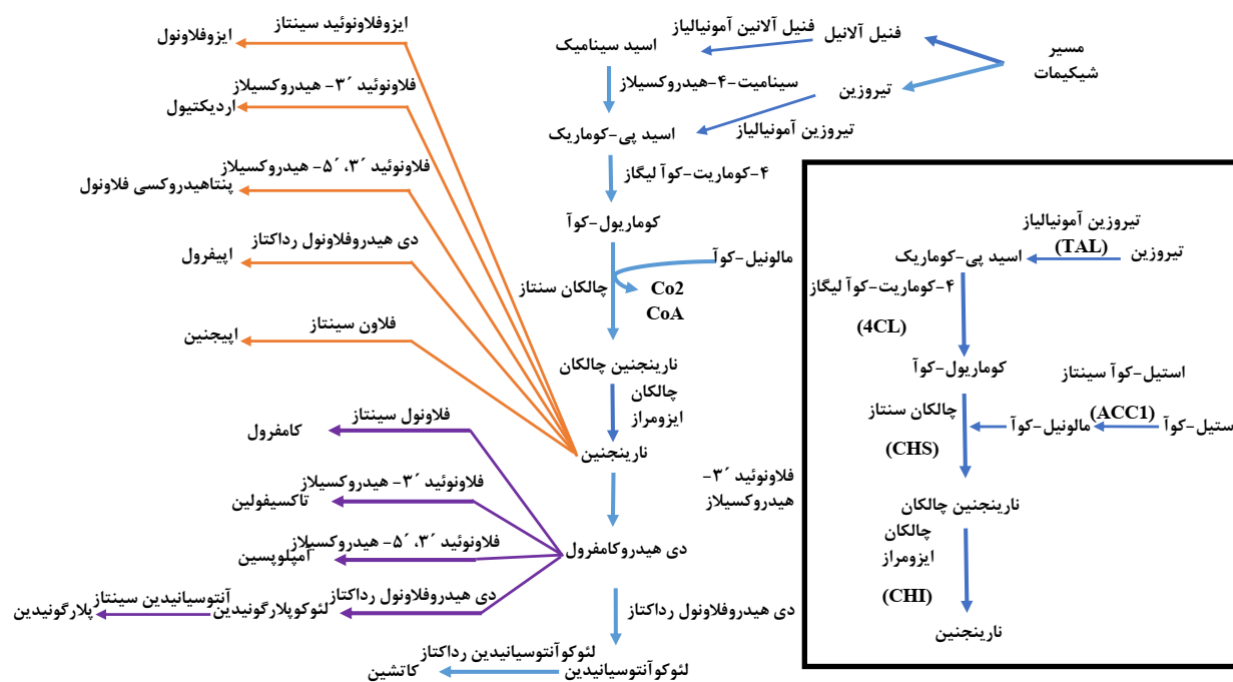 مسیر
شیکیمات
فنیل آلانیل
فنیل آلانین آمونیالیاز
اسید سینامیک
تیروزین
سینامیت-۴-هیدروکسیلاز
تیروزین آمونیالیاز
اسید پی-کوماریک
۴-کوماریت-کوآ لیگاز
کوماریول-کوآ
مالونیل-کوآ
چالکان سنتاز
Co2
CoA
نارینجنین چالکان
چالکان
ایزومراز
نارینجنین
فلاونوئید ´۳-
هیدروکسیلاز
دی هیدروکامفرول
دی هیدروفلاونول رداکتاز
لئوکوآنتوسیانیدین رداکتاز
لئوکوآنتوسیانیدین
کاتشین
ایزوفلاونوئید سینتاز
ایزوفلاونول
فلاونوئید ´۳- هیدروکسیلاز
اردیکتیول
فلاونوئید ´۳، ´۵- هیدروکسیلاز
پنتاهیدروکسی فلاونول
دی هیدروفلاونول رداکتاز
اپیفرول
فلاون سینتاز
اپیجنین
فلاونول سینتاز
کامفرول
فلاونوئید ´۳- هیدروکسیلاز
تاکسیفولین
فلاونوئید ´۳، ´۵- هیدروکسیلاز
آمپلوپسین
دی هیدروفلاونول رداکتاز
لئوکوپلارگونیدین
آنتوسیانیدین سینتاز
پلارگونیدین
تیروزین آمونیالیاز
(TAL)
تیروزین
اسید پی-کوماریک
۴-کوماریت-کوآ لیگاز
(4CL)
کوماریول-کوآ
استیل-کوآ سینتاز
(ACC1)
ستیل-کوآ
مالونیل-کوآ
چالکان سنتاز
(CHS)
نارینجنین چالکان
چالکان
ایزومراز
(CHI)
نارینجنین